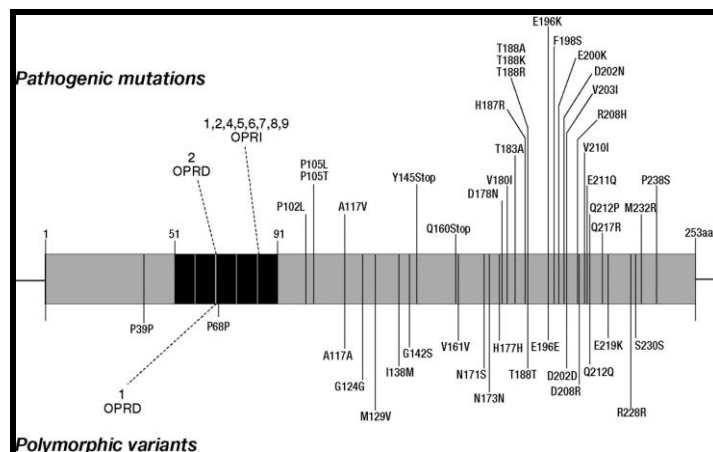 E196K
T188A
T188K
T188R
F198S
E200K
D202N
V203I
Pathogenic mutations
H187R
R208H
1,2,4,5,6,7,8,9
OPRI
2
OPRD
P105L
P105T
Y145Stop
T183A
V180I
D178N
V210I
E211Q
P238S
P102L
A117V
Q212P
M232R
Q160Stop
Q217R
1
51
91
253aa
P39P
P68P
A117A
G124G
M129V
I138M
G142S
V161V
N171S
N173N
H177H
T188T
E196E
D202D
D208R
Q212Q
E219K
S230S
R228R
1
OPRD
Polymorphic variants